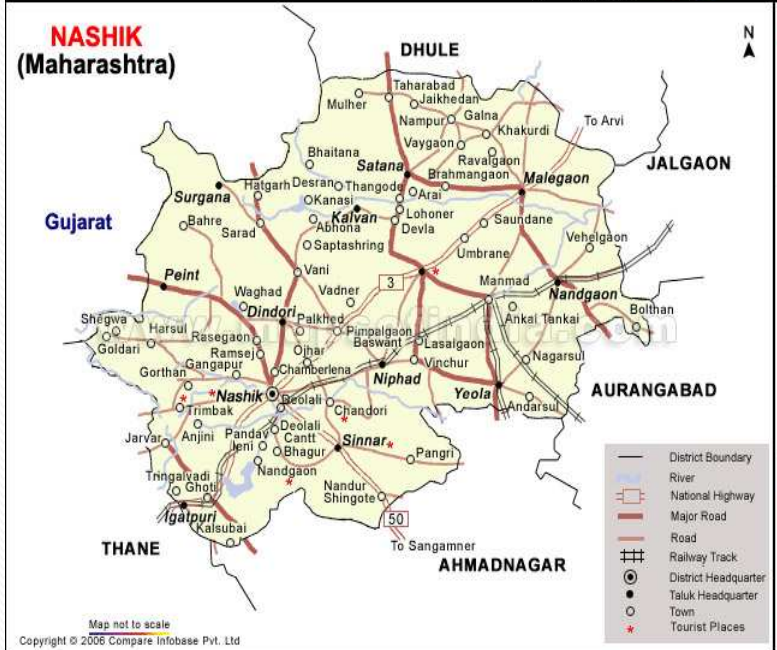 NASHIK
(Maharashtra)
DHULE
N
Taharabad
Mulher
Jaikhedan
Nampur
Galna
To Arvi
Khakurdi
Vaygaon
Ravalgaon
JALGAON
Bhaitana
Satana
Brahmangaon
Malegaon
Surgana
Hatgarh
Desran
Thangode
Arai
Kanasi
Gujarat
Bahre
Sarad
Abhona
Kalvan
Lohoner
Devla
Saundane
Saptashring
Umbrane
Vehelgaon
Peint
Vani
3
Manmad
Nandgaon
Waghad
Vadner
Dindori
Ankai Tankai
Bolthan
Shegwa
Harsul
Palkhed
Pimpalgaon
Baswant
Goldari
Rasegaon
Lasalgaon
Ramsej
Ojhar
Nagarsul
Gorthan
Gangapur
Chamberlena
Niphad
Vinchur
AURANGABAD
Nashik
Deolali
Yeola
Trimbak
Chandori
Andarsul
Anjini
Deolali
Cantt
Jarvar
Pandav
leni
Sinnar
Bhagur
Pangri
Tringalvadi
Nandgaon
Ghoti
Nandur
Shingote
Igatpuri
Kalsubai
50
THANE
To Sangamner
AHMADNAGAR
District Boundary
River
National Highway
Major Road
Road
Railway Track
District Headquarter
Taluk Headquarter
Town
Tourist Places
Map not to scale
Copyright © 2006 Compare Infobase Pvt. Ltd